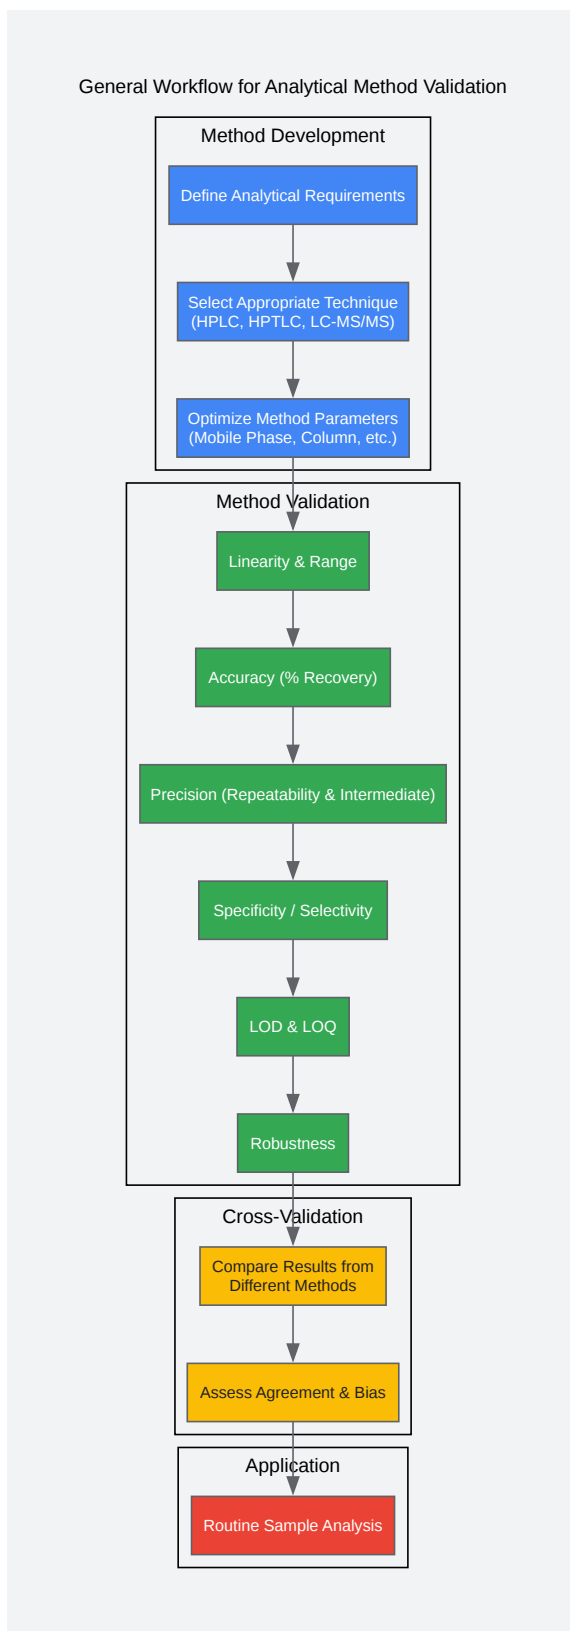 General Workflow for Analytical Method Validation
Method Development
Define Analytical Requirements
Select Appropriate Technique
(HPLC, HPTLC, LC-MS/MS)
Optimize Method Parameters
(Mobile Phase, Column, etc.)
Method Validation
Linearity & Range
Accuracy (% Recovery)
Precision (Repeatability & Intermediate)
Specificity / Selectivity
LOD & LOQ
Robustness
Cross-Validation
Compare Results from
Different Methods
Assess Agreement & Bias
Application
Routine Sample Analysis